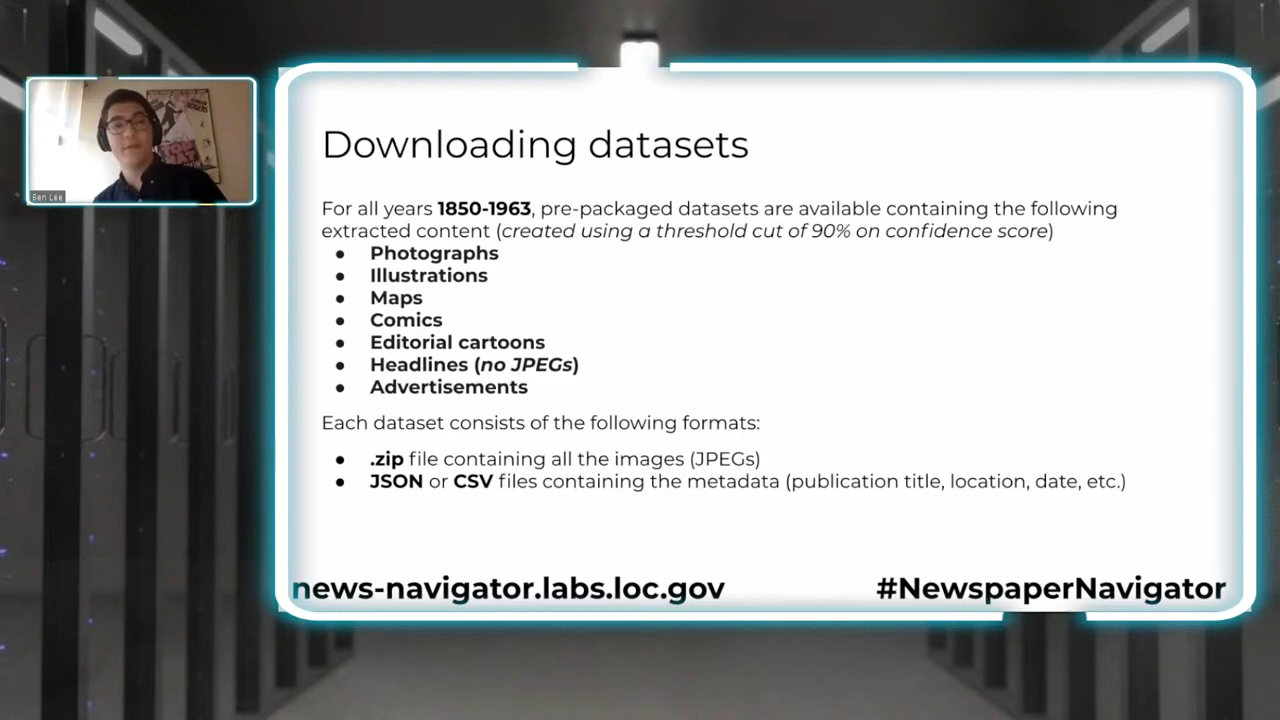 Ben Lee
Downloading datasets
For all years 1850-1963, pre-packaged datasets are available containing the following
extracted content (created using a threshold cut of 90% on confidence score)
● Photographs
● Illustrations
● Maps
● Comics
● Editorial cartoons
● Headlines (no JPEGs)
● Advertisements
Each dataset consists of the following formats:
● .zip file containing all the images (JPEGs)
● JSON or CSV files containing the metadata (publication title, location, date, etc.)
news-navigator.labs.loc.gov
#NewspaperNavigator